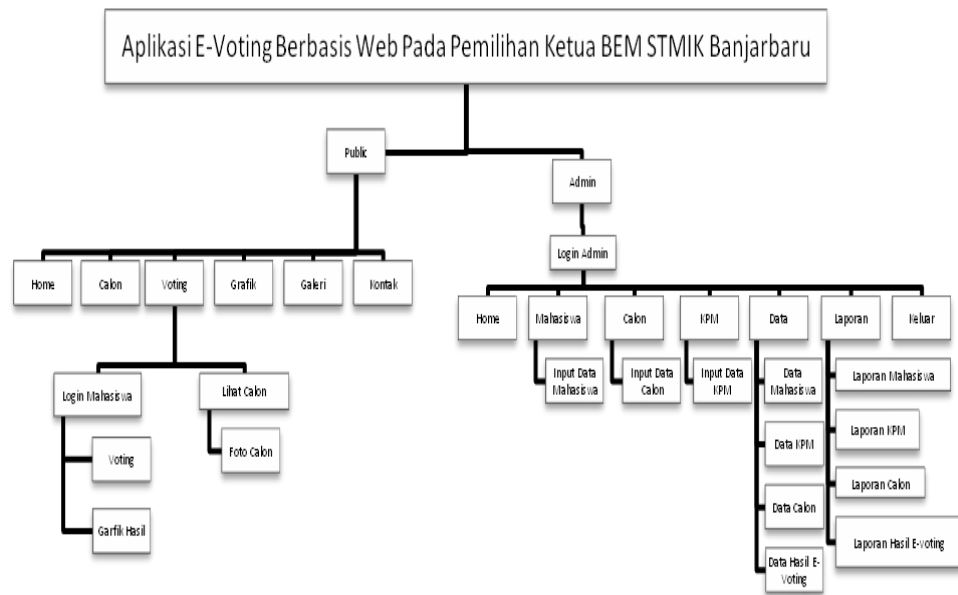 Aplikasi E-Voting Berbasis Web Pada Pemilihan Ketua BEM STMIK Banjarbaru
Public
Admin
Login Admin
Home
Calon
Voting
Grafik
Galeri
Kontak
Home
Mahasiswa
Calon
KPM
Data
Laporan
Keluar
Login Mahasiswa
Lihat Calon
Voting
Garfik Hasil
Foto Calon
Input Data
Mahasiswa
Input Data
Calon
Input Data
KPM
Data
Mahasiswa
Data KPM
Data Calon
Data Hasil E-
Voting
Laporan Mahasiswa
Laporan KPM
Laporan Calon
Laporan Hasil E-voting